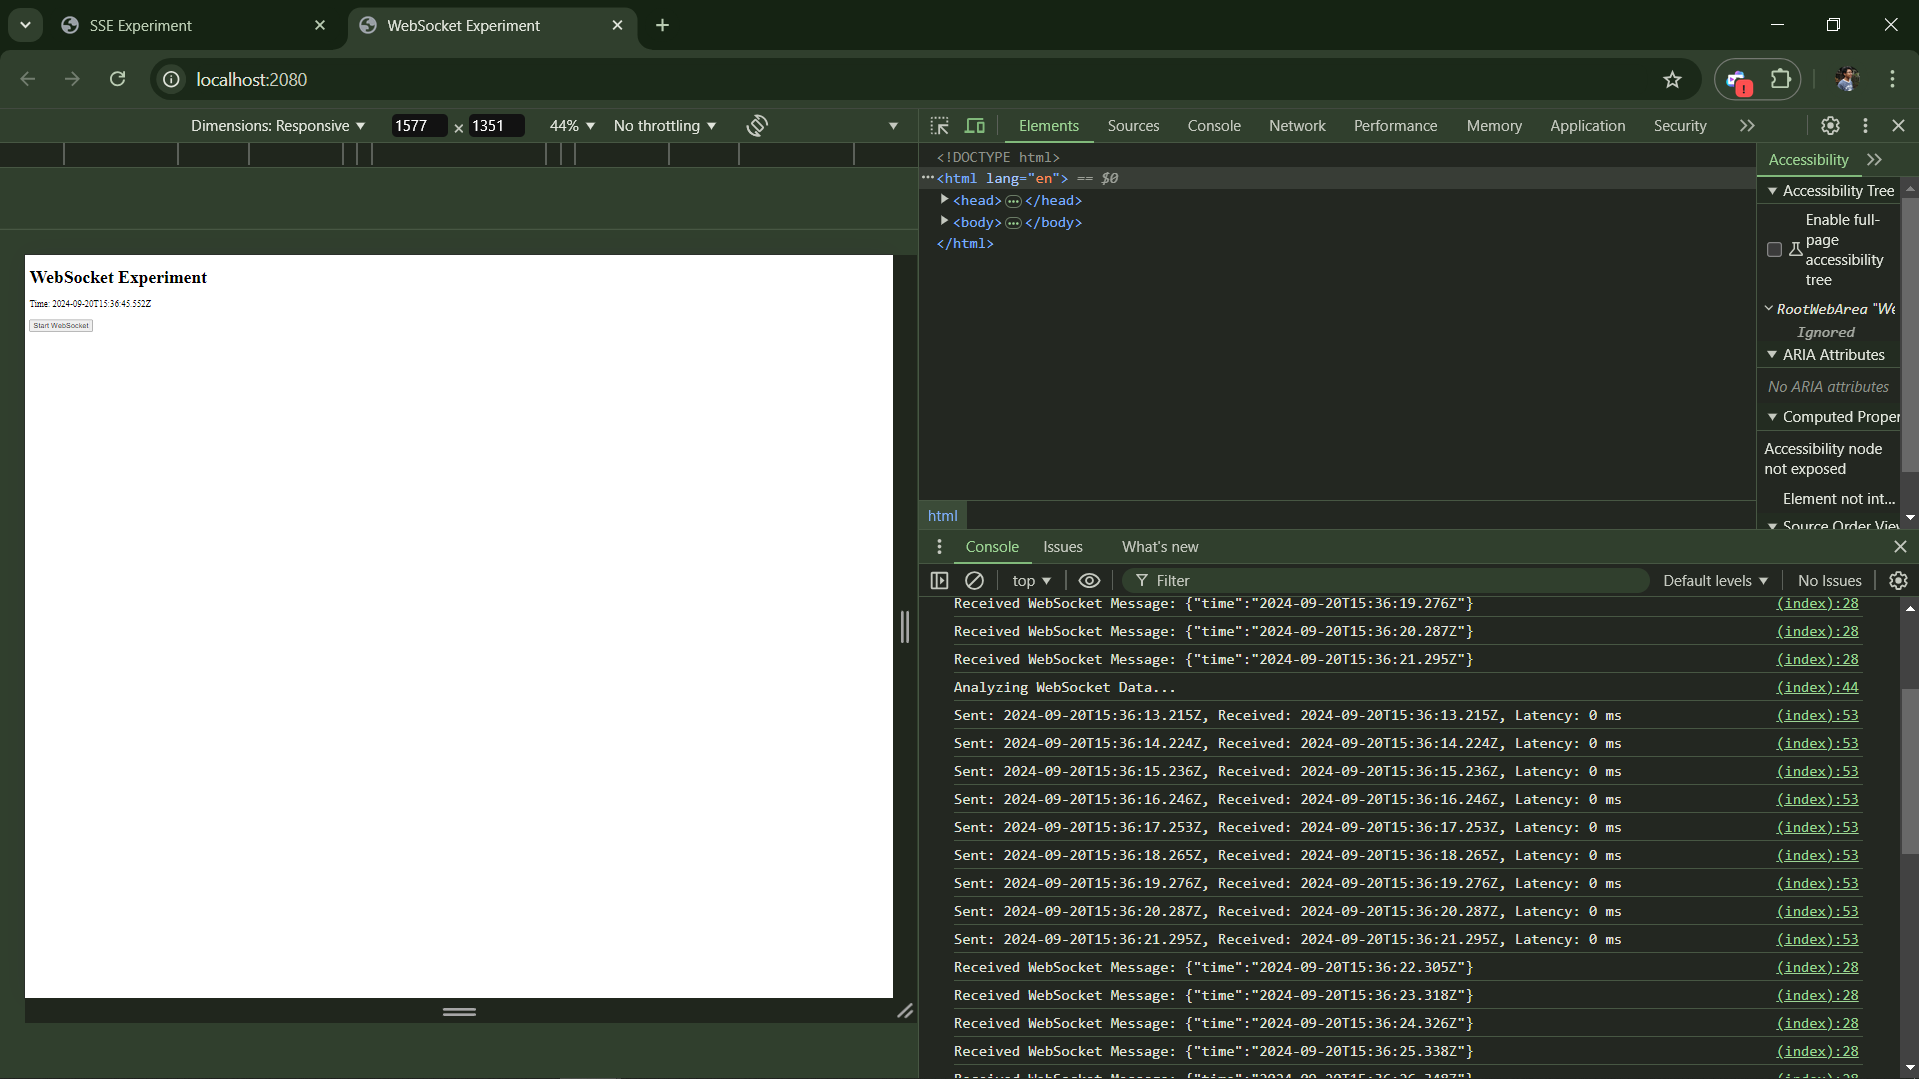 SSE Experiment
WebSocket Experiment
localhost:2080
Dimensions: Responsive 1577 × 1351 44% No throttling
Elements Sources Console Network Performance Memory Application Security
<!DOCTYPE html>
<html lang="en"> == $0
<head> </head>
<body> </body>
</html>
html
Accessibility
Accessibility Tree
Enable full-
page
accessibility
tree
RootWebArea "We
Ignored
ARIA Attributes
No ARIA attributes
Computed Proper
Accessibility node
not exposed
Element not int...
Source Order Viev
WebSocket Experiment
Time: 2024-09-20T15:36:45.552Z
Start WebSocket
Console Issues What's new
top Filter Default levels No Issues
Received WebSocket Message: {"time":"2024-09-20T15:36:19.276Z"} (index):28
Received WebSocket Message: {"time":"2024-09-20T15:36:20.287Z"} (index):28
Received WebSocket Message: {"time":"2024-09-20T15:36:21.295Z"} (index):28
Analyzing WebSocket Data... (index):44
Sent: 2024-09-20T15:36:13.215Z, Received: 2024-09-20T15:36:13.215Z, Latency: 0 ms (index):53
Sent: 2024-09-20T15:36:14.224Z, Received: 2024-09-20T15:36:14.224Z, Latency: 0 ms (index):53
Sent: 2024-09-20T15:36:15.236Z, Received: 2024-09-20T15:36:15.236Z, Latency: 0 ms (index):53
Sent: 2024-09-20T15:36:16.246Z, Received: 2024-09-20T15:36:16.246Z, Latency: 0 ms (index):53
Sent: 2024-09-20T15:36:17.253Z, Received: 2024-09-20T15:36:17.253Z, Latency: 0 ms (index):53
Sent: 2024-09-20T15:36:18.265Z, Received: 2024-09-20T15:36:18.265Z, Latency: 0 ms (index):53
Sent: 2024-09-20T15:36:19.276Z, Received: 2024-09-20T15:36:19.276Z, Latency: 0 ms (index):53
Sent: 2024-09-20T15:36:20.287Z, Received: 2024-09-20T15:36:20.287Z, Latency: 0 ms (index):53
Sent: 2024-09-20T15:36:21.295Z, Received: 2024-09-20T15:36:21.295Z, Latency: 0 ms (index):53
Received WebSocket Message: {"time":"2024-09-20T15:36:22.305Z"} (index):28
Received WebSocket Message: {"time":"2024-09-20T15:36:23.318Z"} (index):28
Received WebSocket Message: {"time":"2024-09-20T15:36:24.326Z"} (index):28
Received WebSocket Message: {"time":"2024-09-20T15:36:25.338Z"} (index):28
Received WebSocket Message: {"time":"2024-09-20T15:36:26.348Z"} (index):28